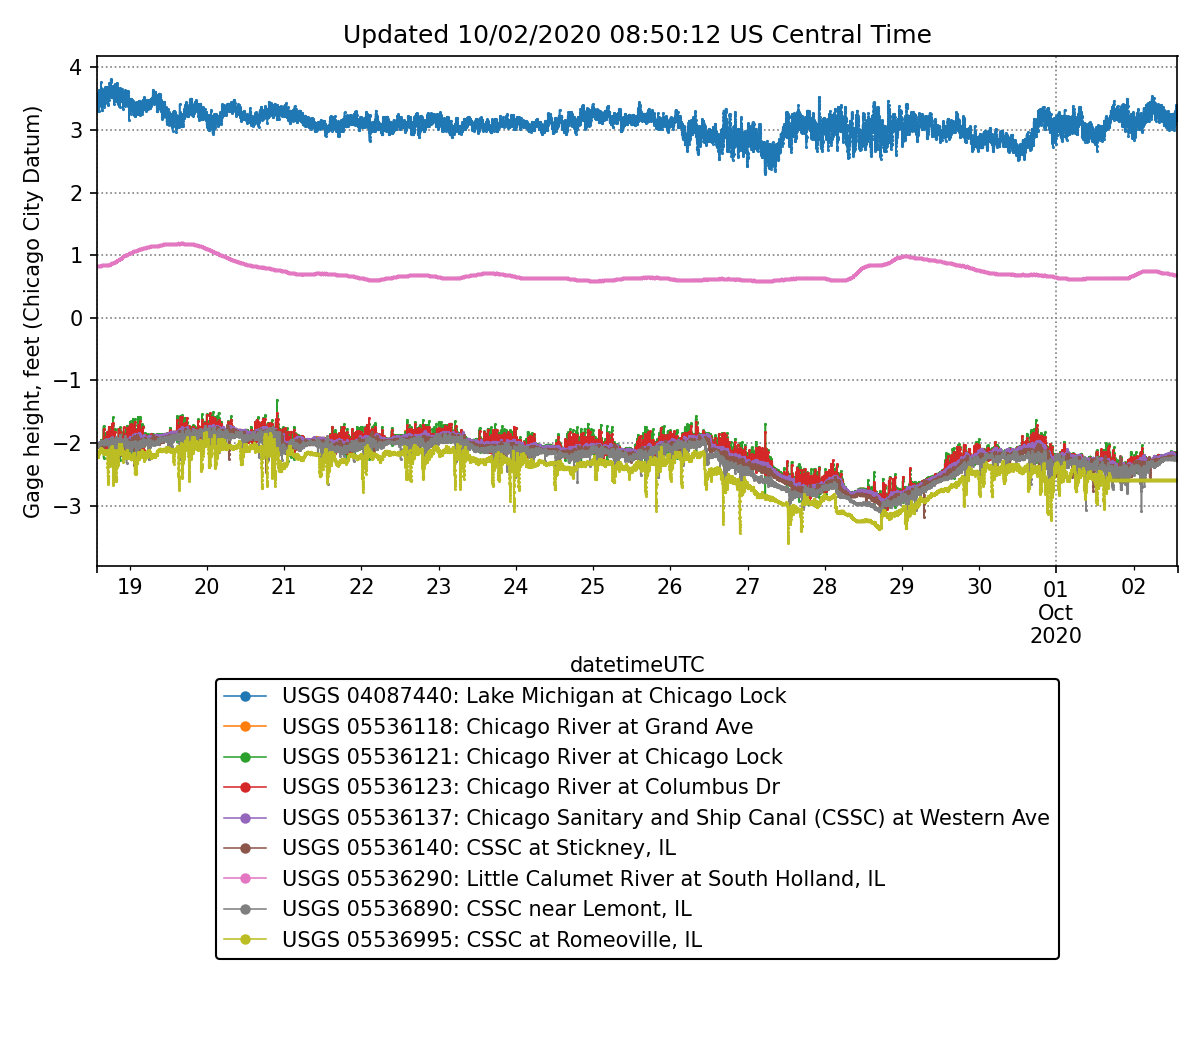 Updated 10/02/2020 08:50:12 US Central Time
Gage height, feet (Chicago City Datum)
4
3
2
1
0
−1
−2
−3
19 20 21 22 23 24 25 26 27 28 29 30 01 02
Oct
2020
datetimeUTC
USGS 04087440: Lake Michigan at Chicago Lock
USGS 05536118: Chicago River at Grand Ave
USGS 05536121: Chicago River at Chicago Lock
USGS 05536123: Chicago River at Columbus Dr
USGS 05536137: Chicago Sanitary and Ship Canal (CSSC) at Western Ave
USGS 05536140: CSSC at Stickney, IL
USGS 05536290: Little Calumet River at South Holland, IL
USGS 05536890: CSSC near Lemont, IL
USGS 05536995: CSSC at Romeoville, IL